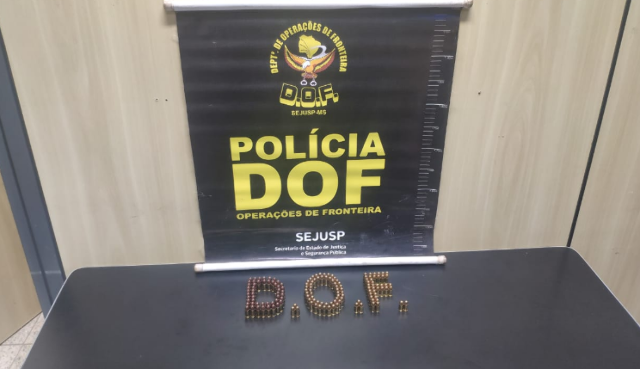 DEPTº DE OPERAÇÕES DE FRONTEIRA
D.O.F.
SEJUSP-MS
POLÍCIA
DOF
OPERAÇÕES DE FRONTEIRA
SEJUSP
Secretaria de Estado de Justiça
e Segurança Pública
D.O.F.